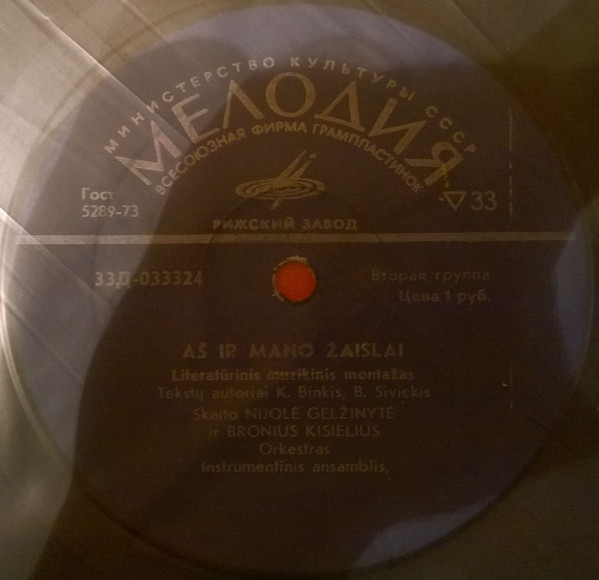 МИНИСТЕРСТВО КУЛЬТУРЫ СССР
МЕЛОДИЯ
ВСЕСОЮЗНАЯ ФИРМА ГРАМПЛАСТИНОК
Гост
5289-73
33
РИЖСКИЙ ЗАВОД
33Д-033324
Вторая группа
Цена 1 руб.
AŠ IR MANO ŽAISLAI
Literatūrinis muzikinis montažas
Tekstų autoriai K. Binkis, B. Sivickis
Skaito NIJOLĖ GELŽINYTĖ
ir BRONIUS KISIELIUS
Orkestras
Instrumentinis ansamblis,